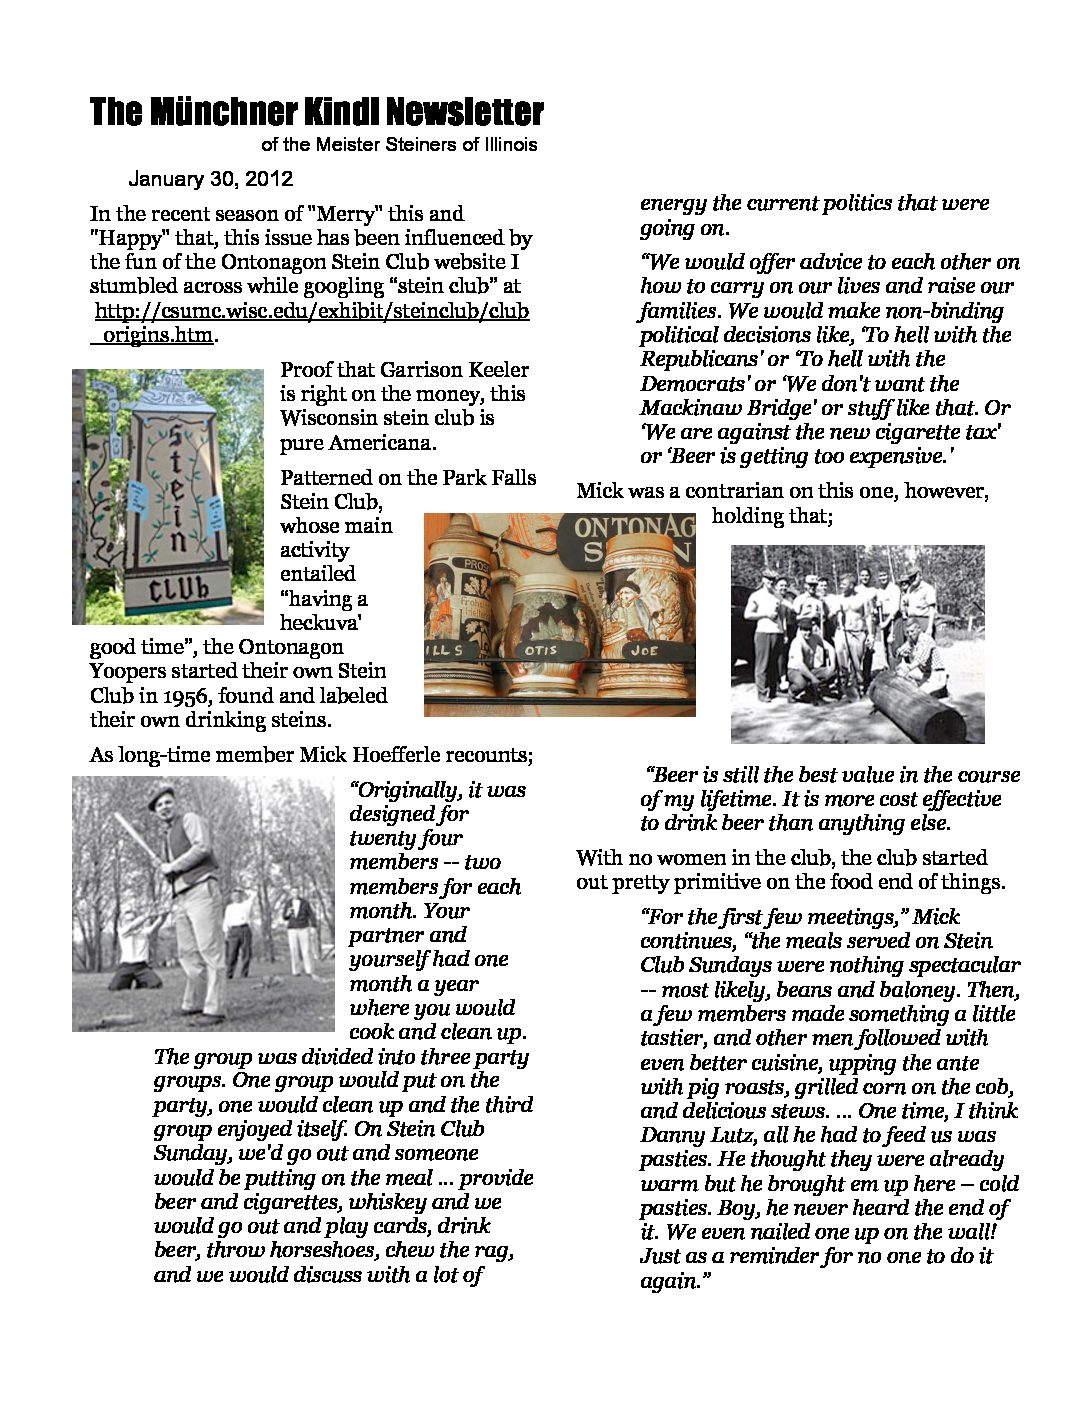 The Münchner Kindl Newsletter
of the Meister Steiners of Illinois
January 30, 2012
In the recent season of "Merry" this and
"Happy" that, this issue has been influenced by
the fun of the Ontonagon Stein Club website I
stumbled across while googling “stein club” at
http://csumc.wisc.edu/exhibit/steinclub/club
_origins.htm.
Proof that Garrison Keeler
is right on the money, this
Wisconsin stein club is
pure Americana.
Patterned on the Park Falls
Stein Club,
whose main
activity
entailed
“having a
heckuva'
good time”, the Ontonagon
Yoopers started their own Stein
Club in 1956, found and labeled
their own drinking steins.
Stein
CLUb
As long-time member Mick Hoefferle recounts;
“Originally, it was
designed for
twenty four
members -- two
members for each
month. Your
partner and
yourself had one
month a year
where you would
cook and clean up.
The group was divided into three party
groups. One group would put on the
party, one would clean up and the third
group enjoyed itself. On Stein Club
Sunday, we'd go out and someone
would be putting on the meal ... provide
beer and cigarettes, whiskey and we
would go out and play cards, drink
beer, throw horseshoes, chew the rag,
and we would discuss with a lot of
energy the current politics that were
going on.
“We would offer advice to each other on
how to carry on our lives and raise our
families. We would make non-binding
political decisions like, ‘To hell with the
Republicans' or ‘To hell with the
Democrats' or ‘We don't want the
Mackinaw Bridge' or stuff like that. Or
‘We are against the new cigarette tax'
or ‘Beer is getting too expensive.'
Mick was a contrarian on this one, however,
holding that;
ONTONAG
PROS
ILLS
OTIS
JOE
“Beer is still the best value in the course
of my lifetime. It is more cost effective
to drink beer than anything else.
With no women in the club, the club started
out pretty primitive on the food end of things.
“For the first few meetings,” Mick
continues, “the meals served on Stein
Club Sundays were nothing spectacular
-- most likely, beans and baloney. Then,
a few members made something a little
tastier, and other men followed with
even better cuisine, upping the ante
with pig roasts, grilled corn on the cob,
and delicious stews. ... One time, I think
Danny Lutz, all he had to feed us was
pasties. He thought they were already
warm but he brought em up here – cold
pasties. Boy, he never heard the end of
it. We even nailed one up on the wall!
Just as a reminder for no one to do it
again.”